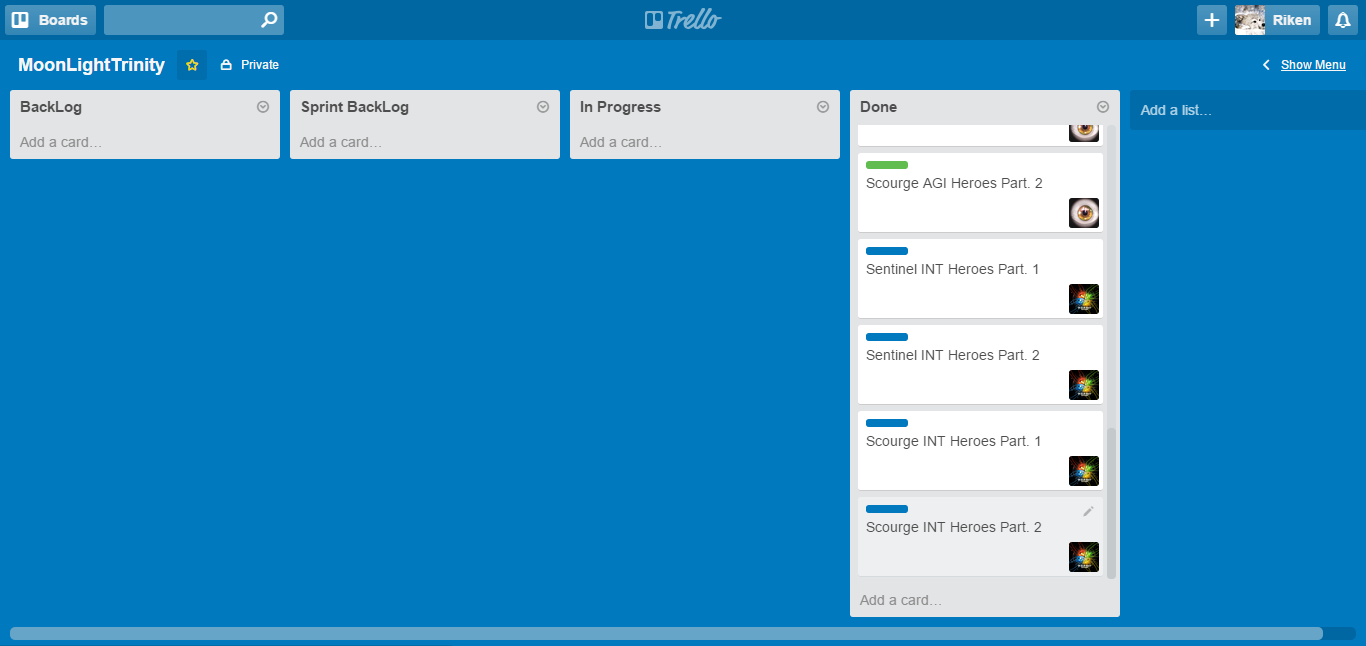 Boards
Trello
Riken
MoonLightTrinity
Private
Show Menu
BackLog
Add a card…
Sprint BackLog
Add a card…
In Progress
Add a card…
Done
Scourge AGI Heroes Part. 2
Sentinel INT Heroes Part. 1
Sentinel INT Heroes Part. 2
Scourge INT Heroes Part. 1
Scourge INT Heroes Part. 2
Add a card…
Add a list…